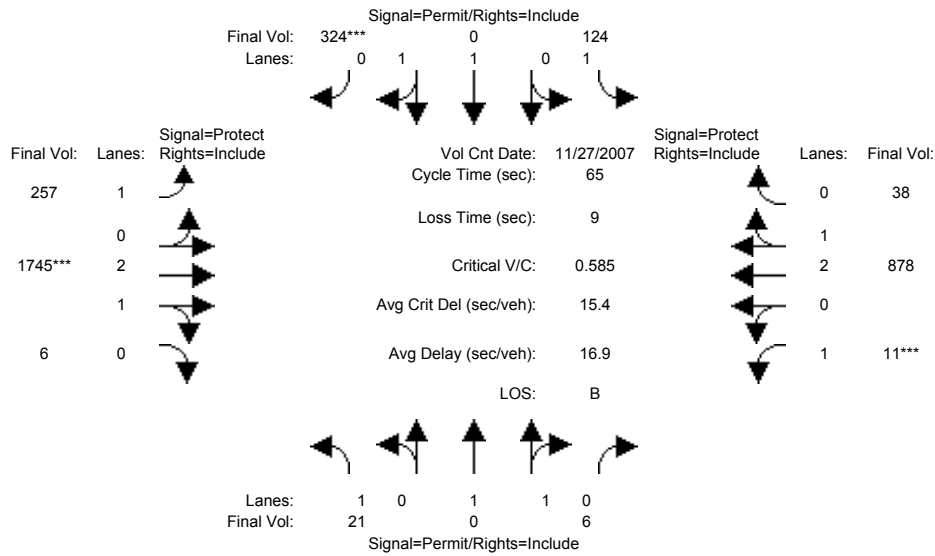 Signal=Permit/Rights=Include
Final Vol: 324*** 0 124
Lanes: 0 1 1 0 1
Signal=Protect
Final Vol: Lanes: Rights=Include
Vol Cnt Date: 11/27/2007
Signal=Protect
Rights=Include Lanes: Final Vol:
Cycle Time (sec): 65
257 1
0 38
Loss Time (sec): 9
0
1
1745*** 2
Critical V/C: 0.585
2 878
1
Avg Crit Del (sec/veh): 15.4
0
6 0
Avg Delay (sec/veh): 16.9
1 11***
LOS: B
Lanes: 1 0 1 1 0
Final Vol: 21 0 6
Signal=Permit/Rights=Include